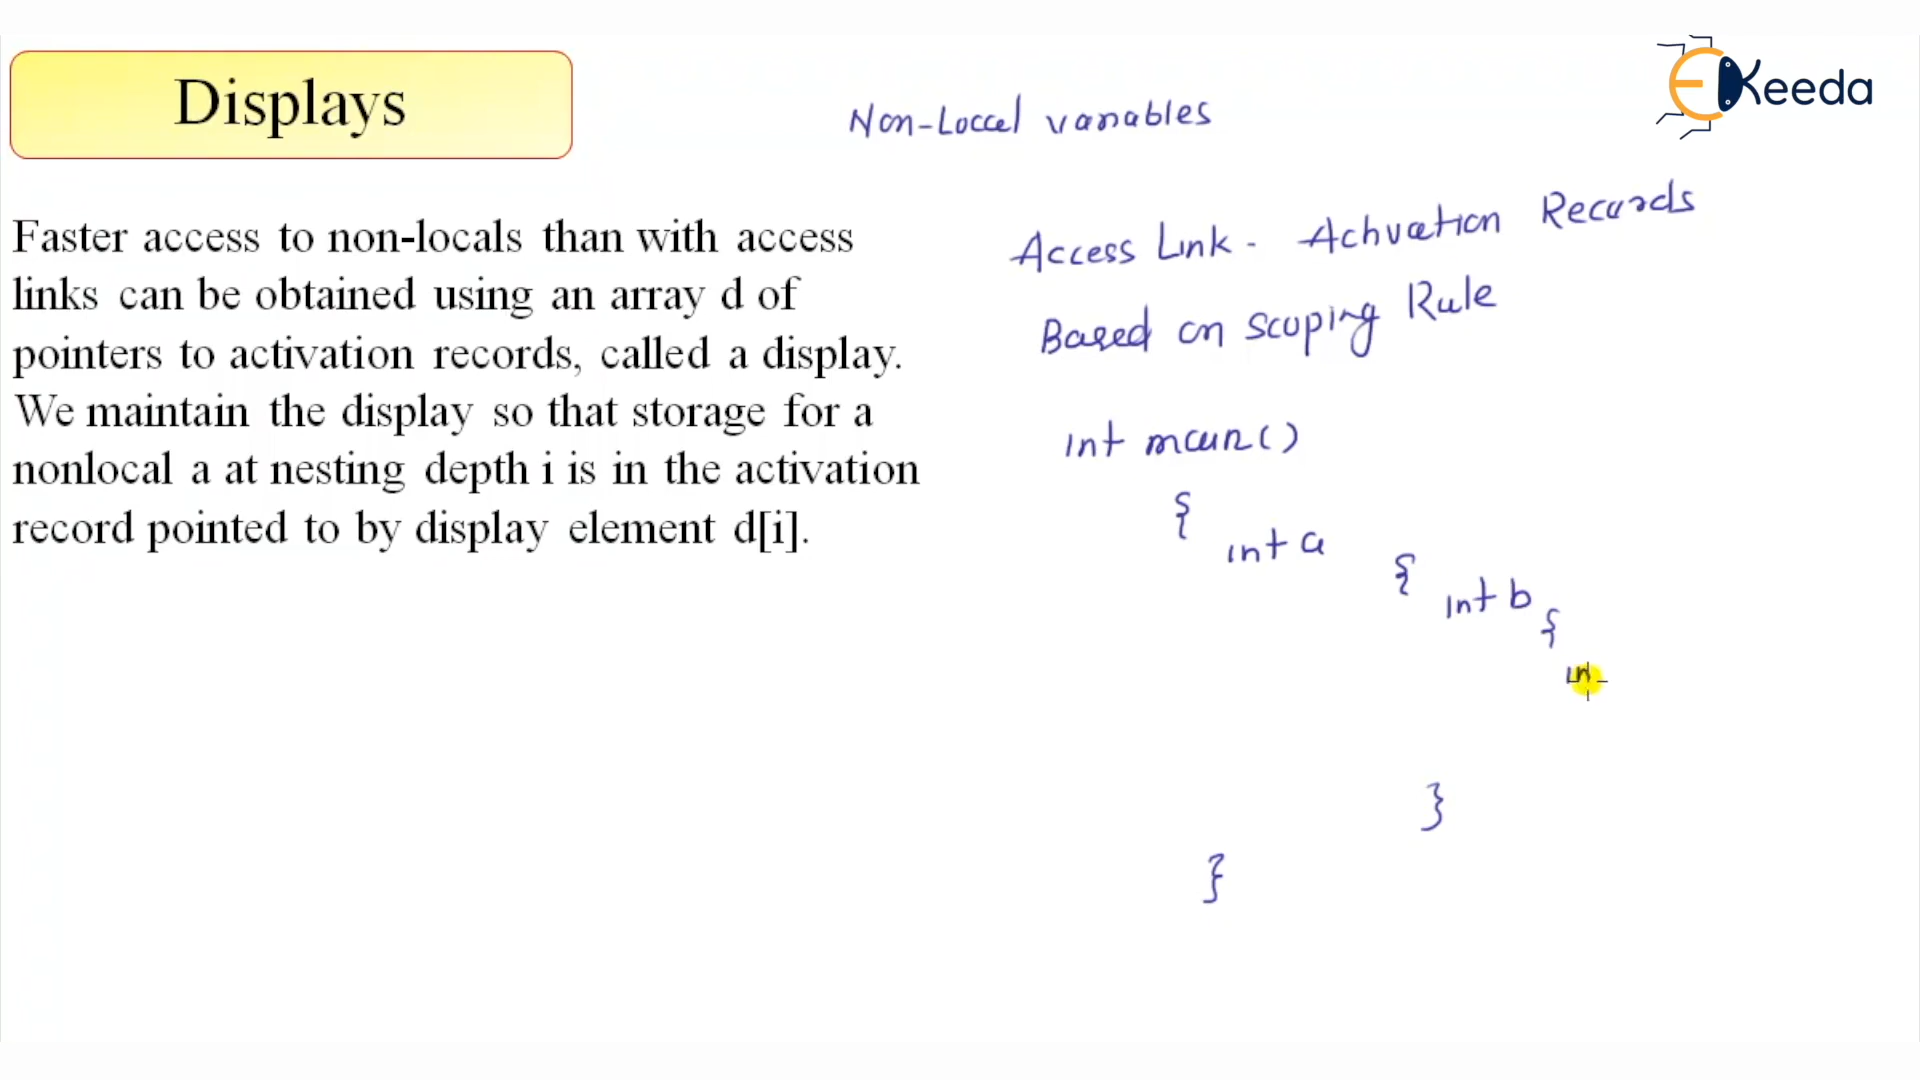 Displays
Non-Local variables
EKeeda
Faster access to non-locals than with access
links can be obtained using an array d of
pointers to activation records, called a display.
We maintain the display so that storage for a
nonlocal a at nesting depth i is in the activation
record pointed to by display element d[i].
Access Link - Activation Records
Based on scoping Rule
int main()
{
int a
{
int b
{
in
}
}